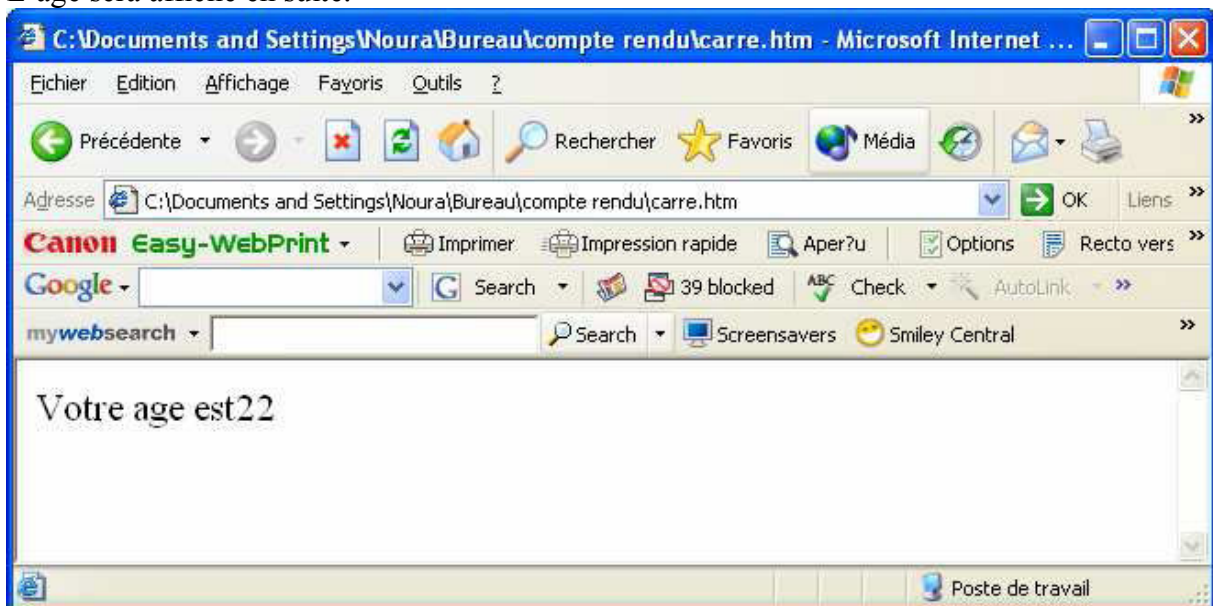 L'age sera affiché en suite.
C:\Documents and Settings\Noura\Bureau\compte rendu\carre.htm - Microsoft Internet ...
Fichier Edition Affichage Favoris Outils ?
Précédente Rechercher Favoris Média »
Adresse C:\Documents and Settings\Noura\Bureau\compte rendu\carre.htm OK Liens »
Canon Easy-WebPrint Imprimer Impression rapide Aper?u Options Recto vers »
Google G Search 39 blocked ABC Check AutoLink »
mywebsearch Search Screensavers Smiley Central »
Votre age est22
Poste de travail